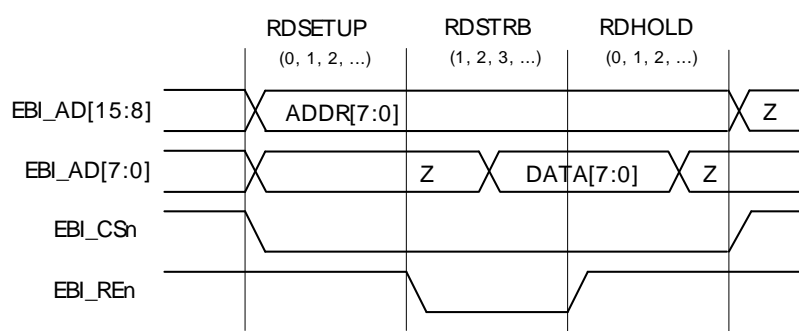 RDSETUP RDSTRB RDHOLD
(0, 1, 2, ...) (1, 2, 3, ...) (0, 1, 2, ...)
EBI_AD[15:8] ADDR[7:0] Z
EBI_AD[7:0] Z DATA[7:0] Z
EBI_CSn
EBI_REn